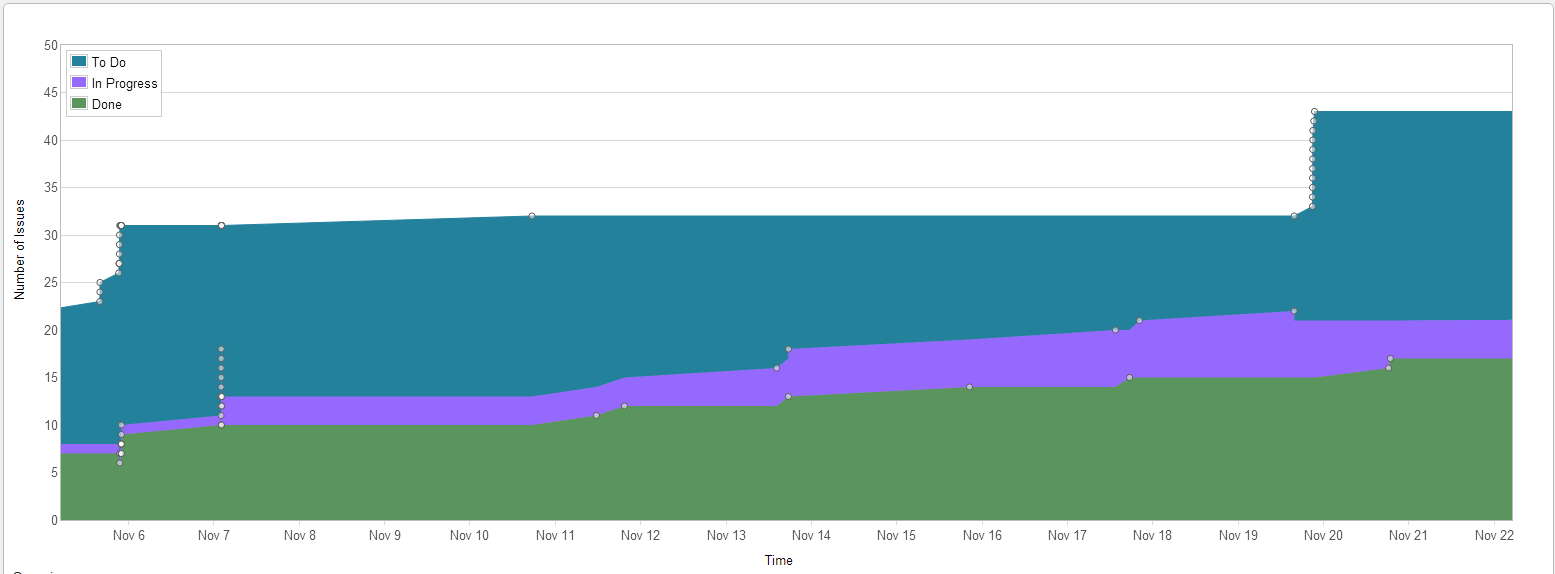 50
To Do
In Progress
Done
45
40
35
30
25
20
15
10
5
0
Number of Issues
Nov 6 Nov 7 Nov 8 Nov 9 Nov 10 Nov 11 Nov 12 Nov 13 Nov 14 Nov 15 Nov 16 Nov 17 Nov 18 Nov 19 Nov 20 Nov 21 Nov 22
Time